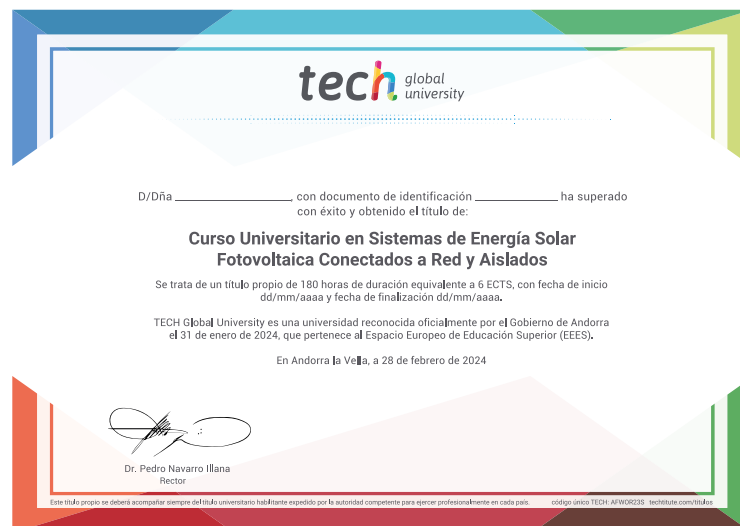 tech global university
D/Dña ______________, con documento de identificación __________ ha superado
con éxito y obtenido el título de:
Curso Universitario en Sistemas de Energía Solar
Fotovoltaica Conectados a Red y Aislados
Se trata de un título propio de 180 horas de duración equivalente a 6 ECTS, con fecha de inicio
dd/mm/aaaa y fecha de finalización dd/mm/aaaa.
TECH Global University es una universidad reconocida oficialmente por el Gobierno de Andorra
el 31 de enero de 2024, que pertenece al Espacio Europeo de Educación Superior (EEES).
En Andorra la Vella, a 28 de febrero de 2024
Dr. Pedro Navarro Illana
Rector
Este título propio se deberá acompañar siempre del título universitario habilitante expedido por la autoridad competente para ejercer profesionalmente en cada país. código único TECH: AFWOR23S techtitute.com/titulos